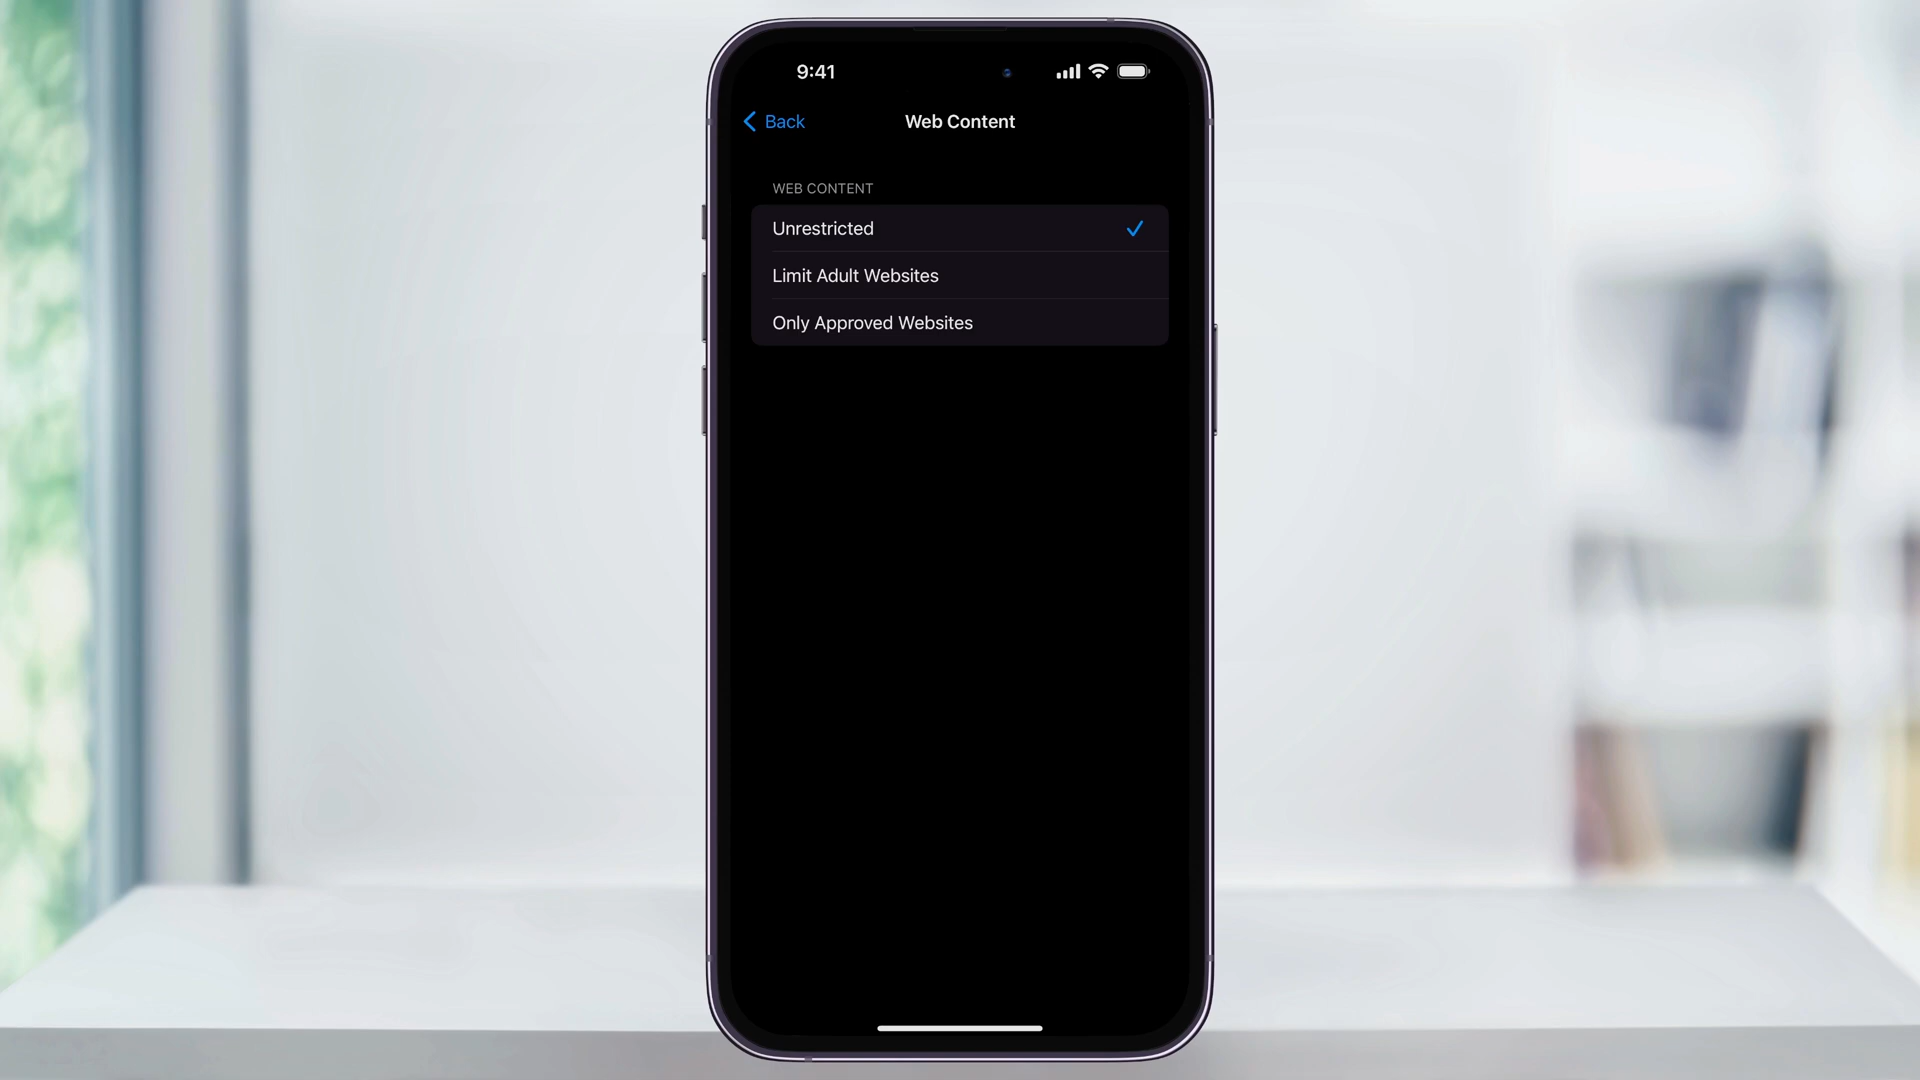 9:41
Back
Web Content
WEB CONTENT
Unrestricted
Limit Adult Websites
Only Approved Websites